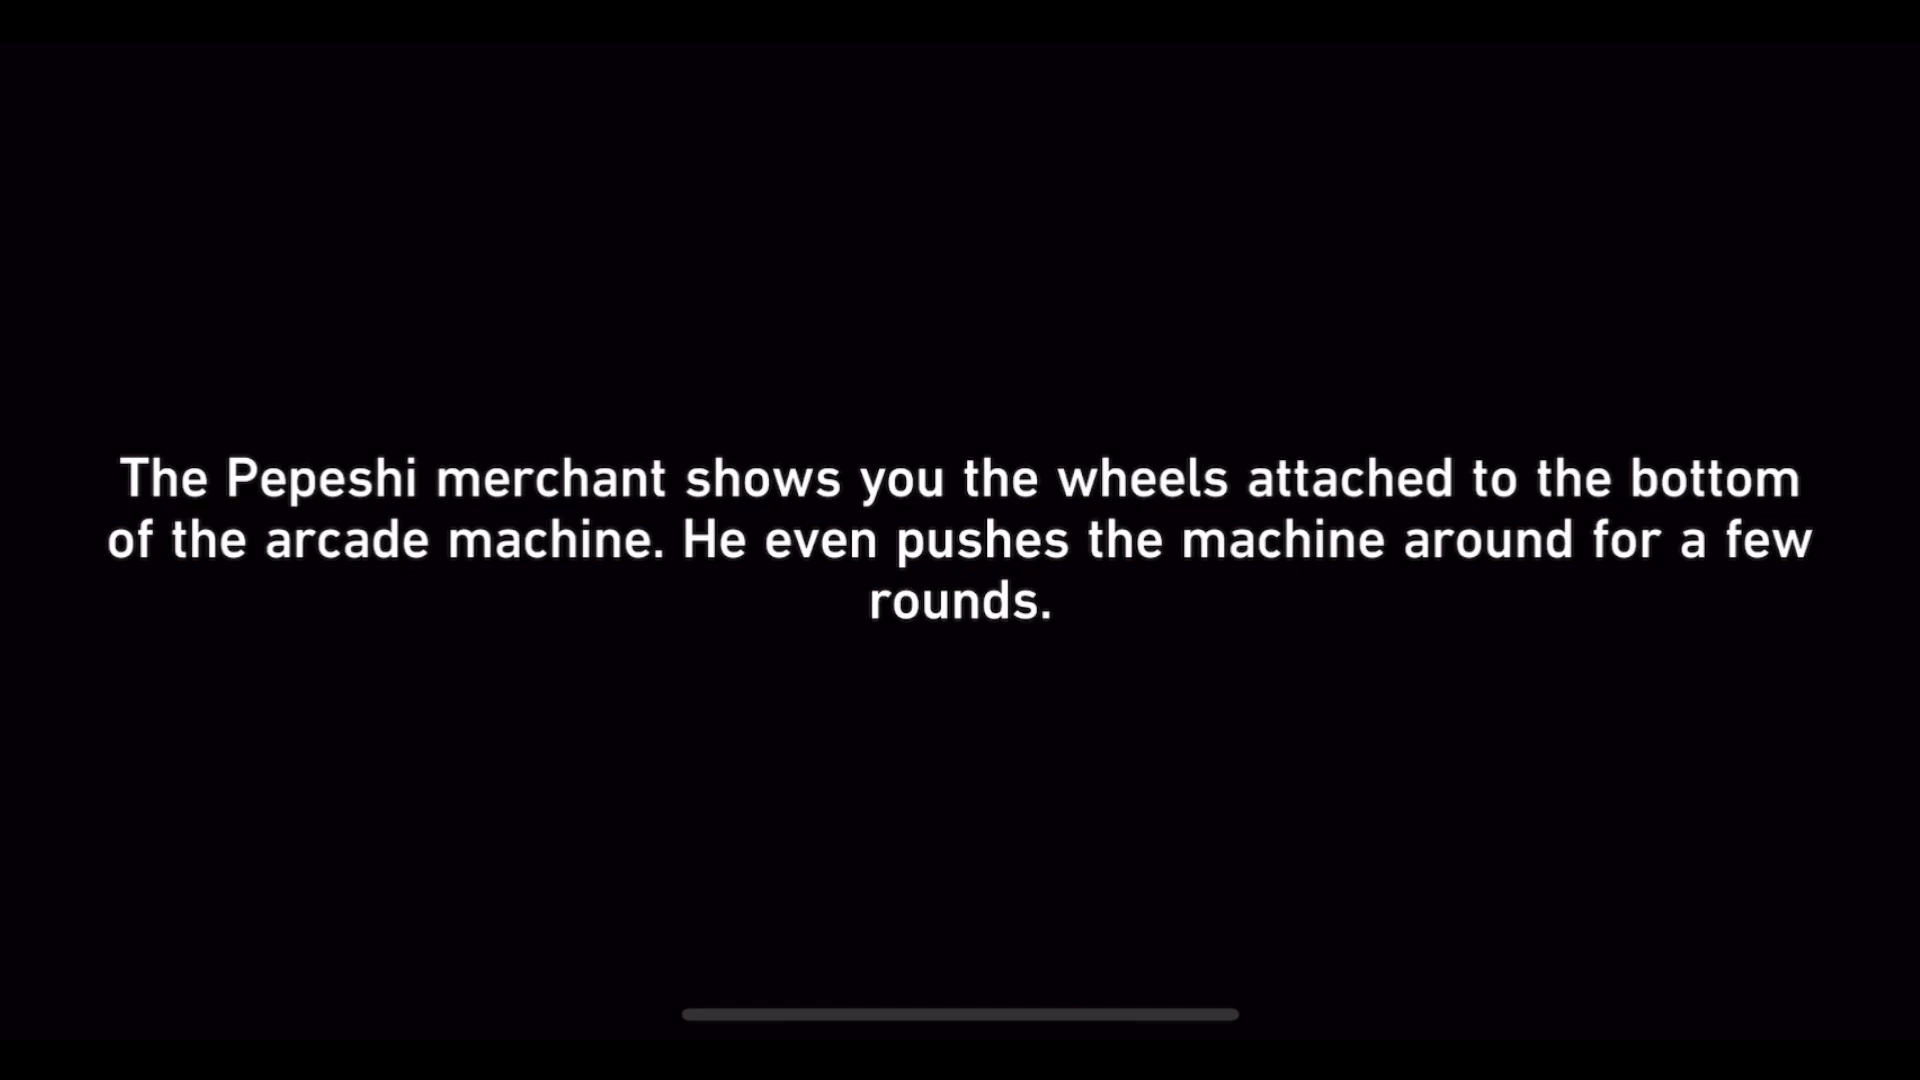 The Pepeshi merchant shows you the wheels attached to the bottom
of the arcade machine. He even pushes the machine around for a few
rounds.